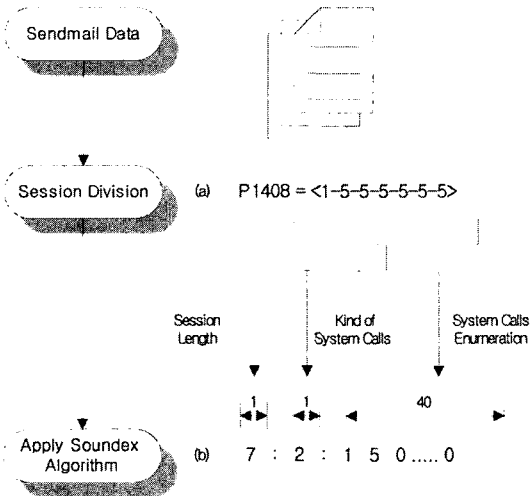 Sendmail Data
Session Division
(a) P1408 = <1-5-5-5-5-5-5>
Session
Length
Kind of
System Calls
System Calls
Enumeration
1 1 40
Apply Soundex
Algorithm
(b) 7 : 2 : 1 5 0 ..... 0